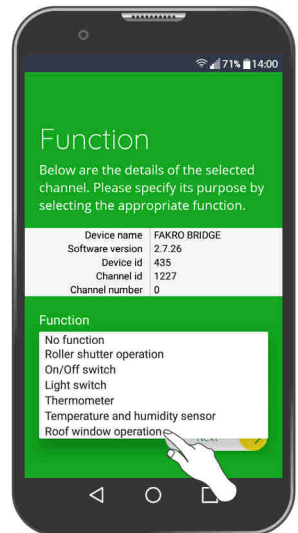 71% 14:00
Function
Below are the details of the selected
channel. Please specify its purpose by
selecting the appropriate function.
Device name FAKRO BRIDGE
Software version 2.7.26
Device id 435
Channel id 1227
Channel number 0
Function
No function
Roller shutter operation
On/Off switch
Light switch
Thermometer
Temperature and humidity sensor
Roof window operation
Next